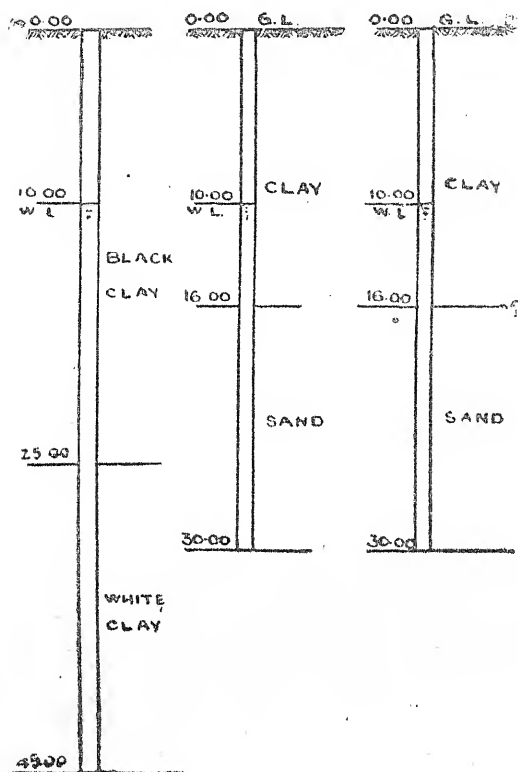 0.00
0.00 G.L.
0.00 G.L.
10.00
W L
BLACK
CLAY
25.00
WHITE
CLAY
45.00
10.00
W L.
CLAY
16.00
SAND
30.00
10.00
W L.
CLAY
16.00
SAND
30.00